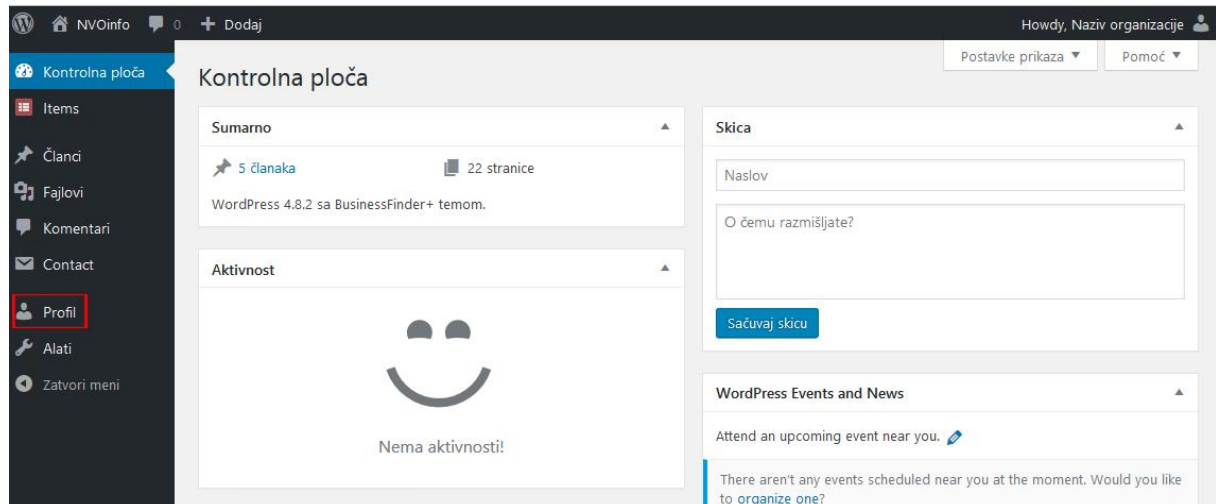 NVOinfo 0 + Dodaj
Howdy, Naziv organizacije
Kontrolna ploča
Items
Članci
Fajlovi
Komentari
Contact
Profil
Alati
Zatvori meni
Postavke prikaza ▼
Pomoć ▼
Kontrolna ploča
Sumarno
5 članaka
22 stranice
WordPress 4.8.2 sa BusinessFinder+ temom.
Aktivnost
Nema aktivnosti!
Skica
Naslov
O čemu razmišljate?
Sačuvaj skicu
WordPress Events and News
Attend an upcoming event near you.
There aren't any events scheduled near you at the moment. Would you like
to organize one?